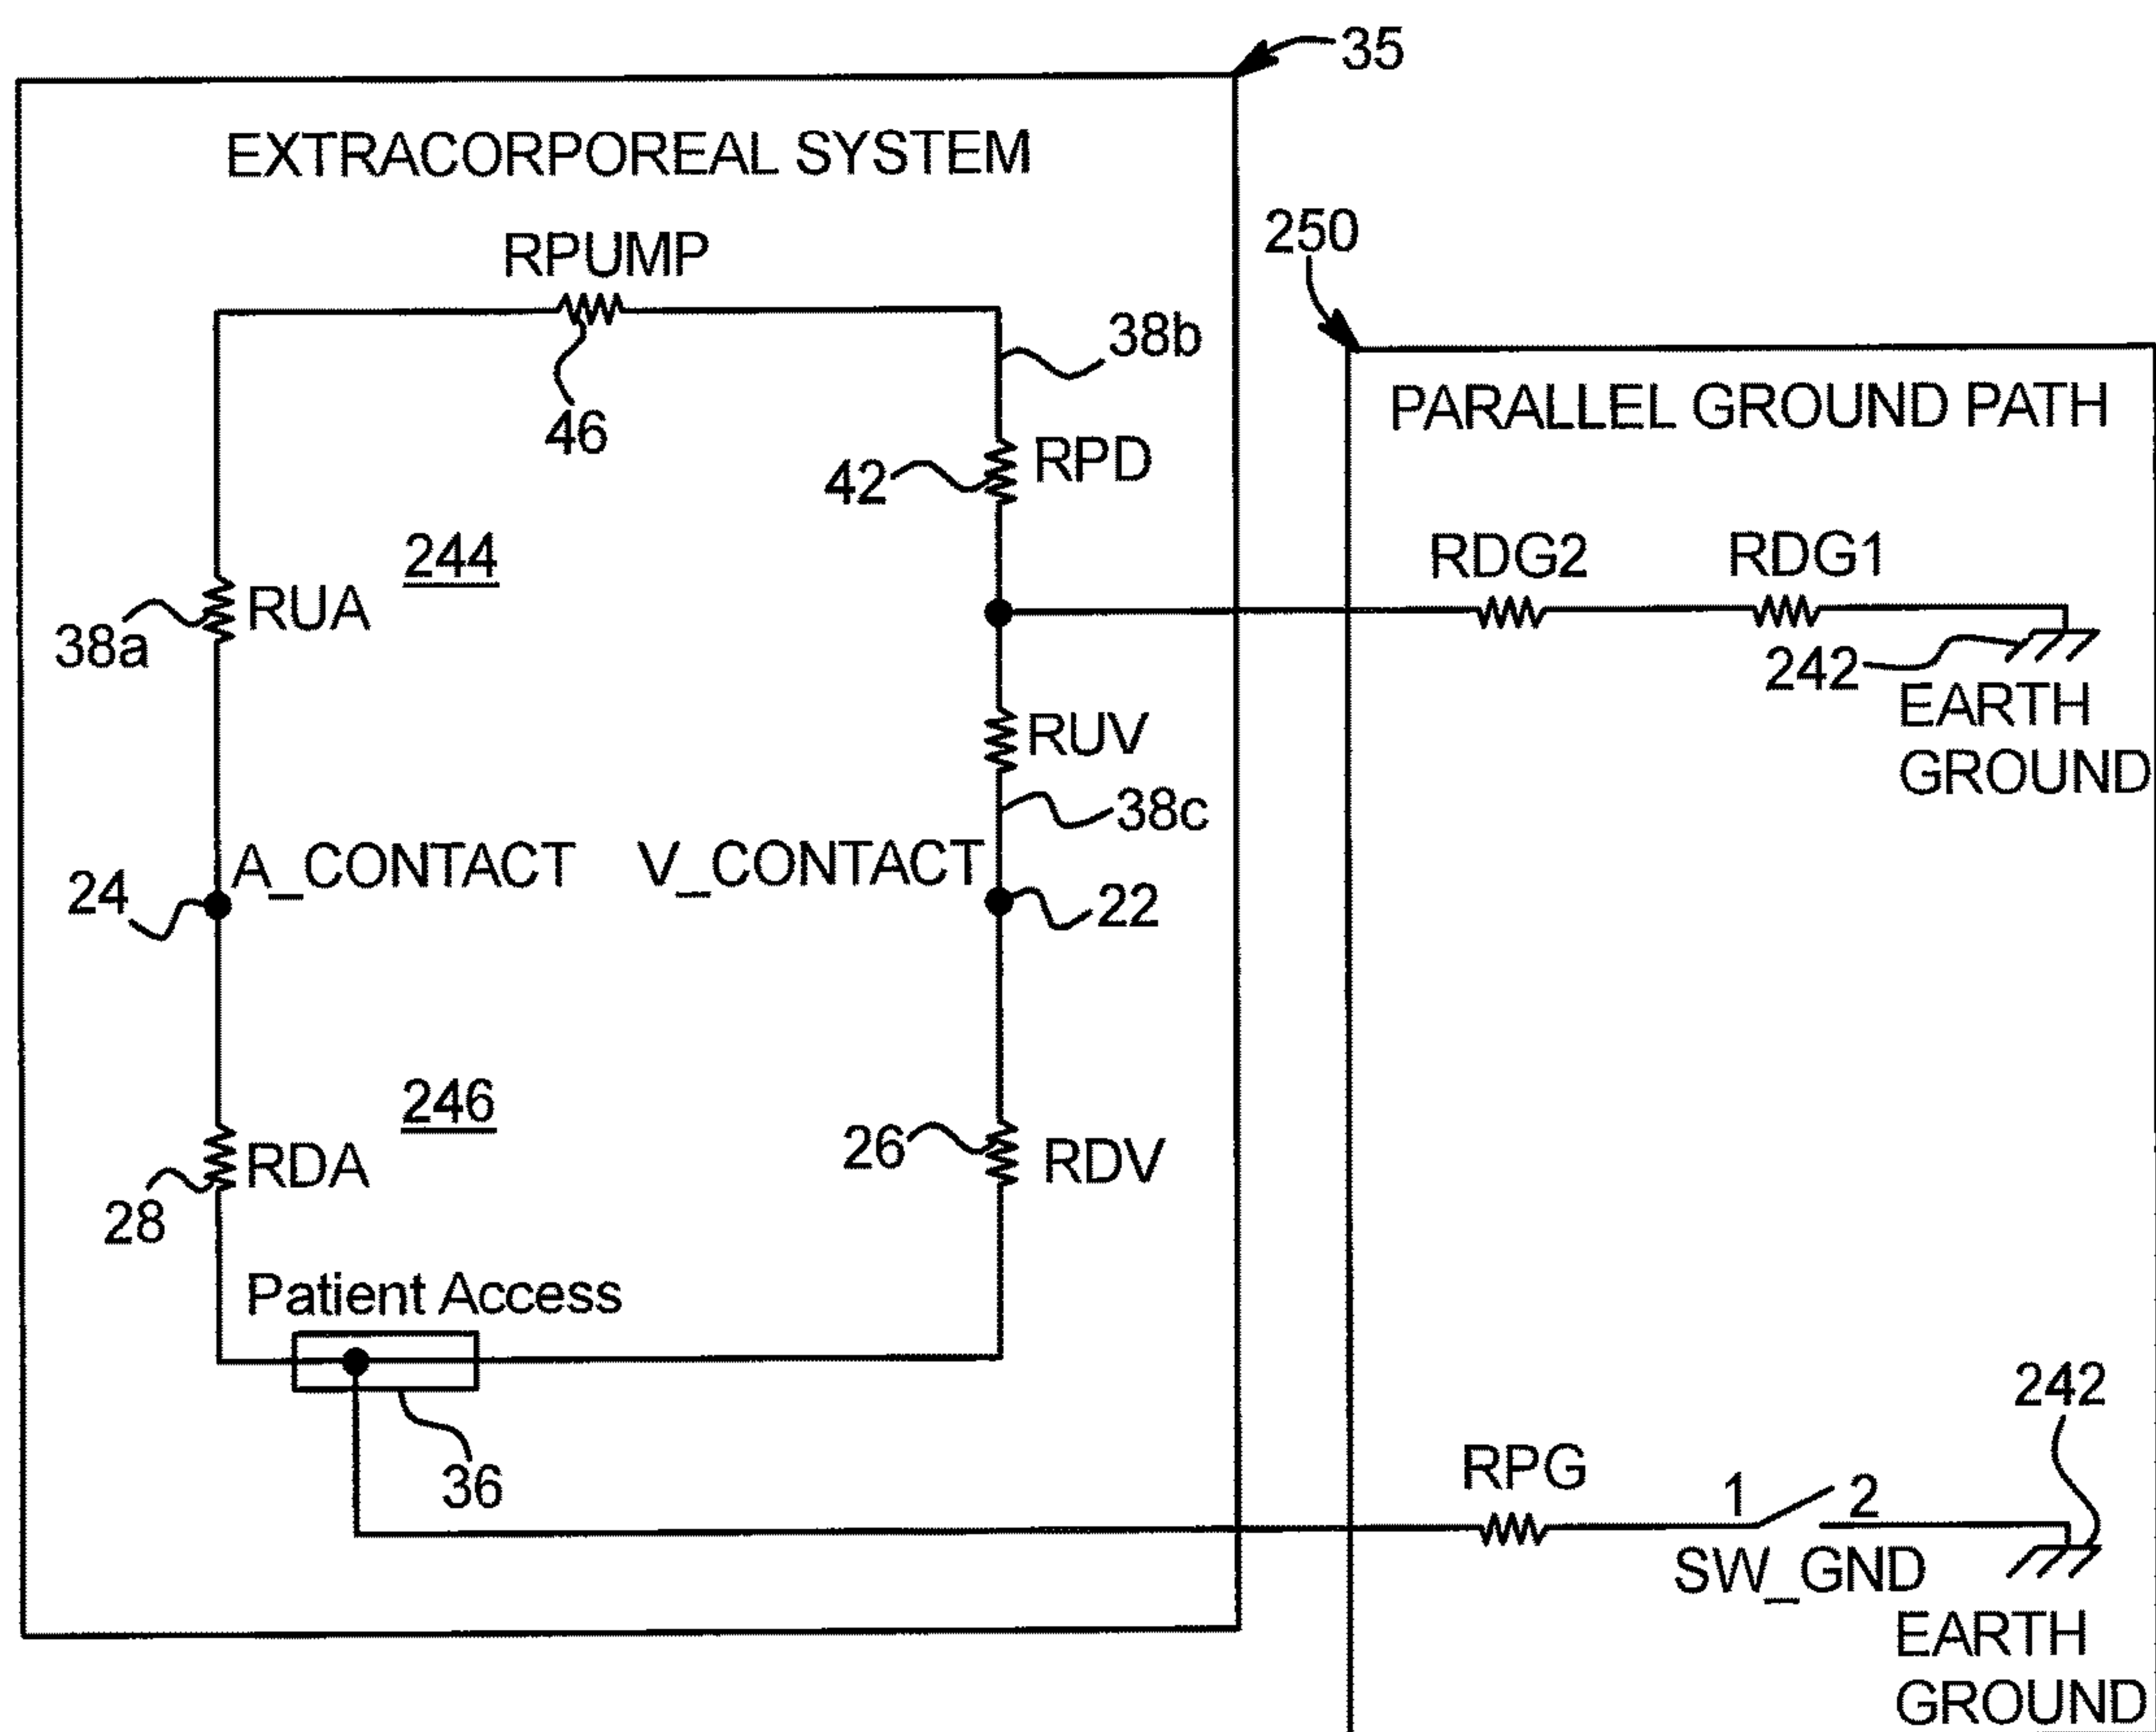 35
EXTRACORPOREAL SYSTEM
250
RPUMP
46
38b
PARALLEL GROUND PATH
42
RPD
244
RDG2
RDG1
38a
RUA
242
EARTH
GROUND
RUV
38c
24
A_CONTACT
V_CONTACT
22
246
28
RDA
26
RDV
Patient Access
36
242
RPG
1
2
SW_GND
EARTH
GROUND